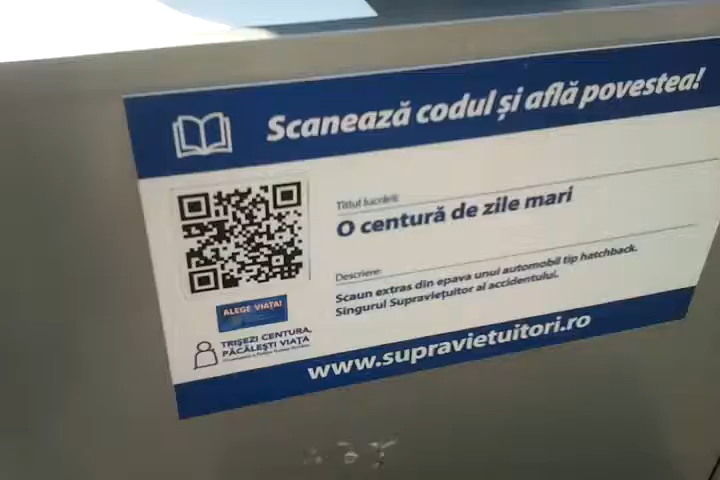 Scanează codul și află povestea!
Titlul lucrării:
O centură de zile mari
Descriere:
Scaun extras din epava unui automobil tip hatchback.
Singurul Supraviețuitor al accidentului.
ALEGE VIAȚA!
TRIȘEZI CENTURA,
PĂCĂLEȘTI VIAȚA
www.supravietuitori.ro